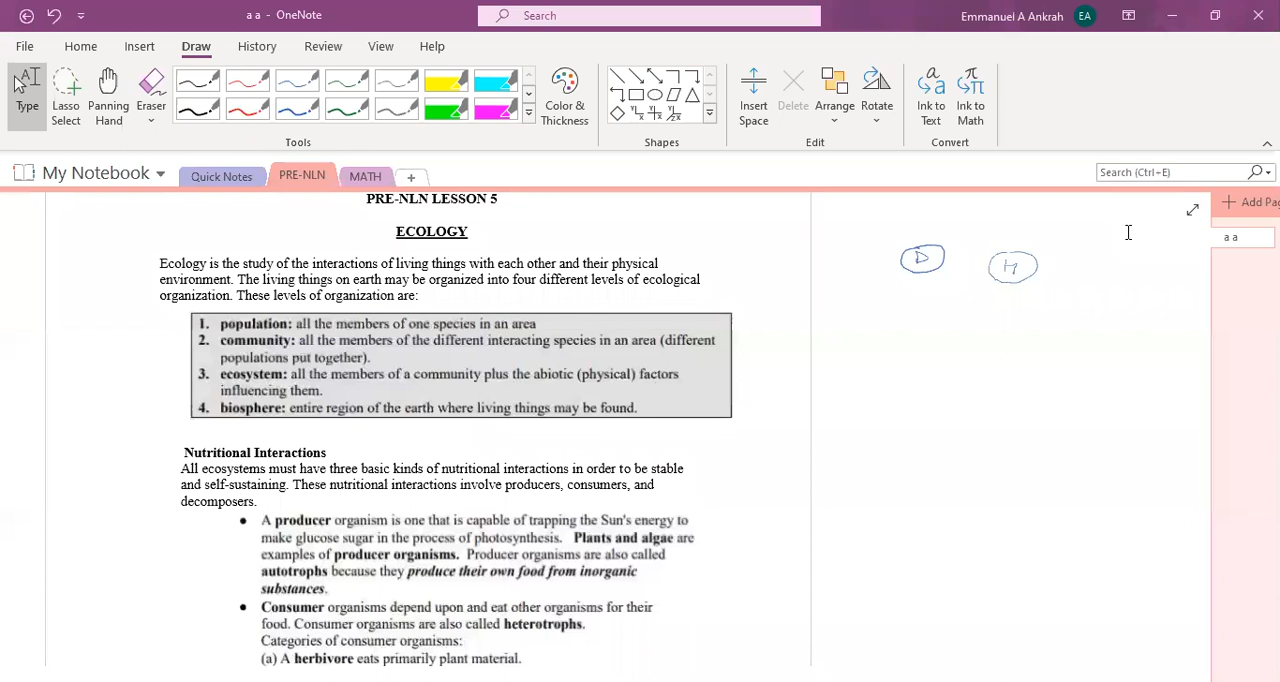 a a - OneNote
Search
Emmanuel A Ankrah
EA
File
Home
Insert
Draw
History
Review
View
Help
Type
Lasso Select
Panning Hand
Eraser
Color & Thickness
Insert Space
Delete
Arrange
Rotate
Ink to Text
Ink to Math
Tools
Shapes
Edit
Convert
My Notebook
Quick Notes
PRE-NLN
MATH
Search (Ctrl+E)
Add Pag
a a
PRE-NLN LESSON 5
ECOLOGY
Ecology is the study of the interactions of living things with each other and their physical
environment. The living things on earth may be organized into four different levels of ecological
organization. These levels of organization are:
1. population: all the members of one species in an area
2. community: all the members of the different interacting species in an area (different
populations put together).
3. ecosystem: all the members of a community plus the abiotic (physical) factors
influencing them.
4. biosphere: entire region of the earth where living things may be found.
Nutritional Interactions
All ecosystems must have three basic kinds of nutritional interactions in order to be stable
and self-sustaining. These nutritional interactions involve producers, consumers, and
decomposers.
• A producer organism is one that is capable of trapping the Sun's energy to
make glucose sugar in the process of photosynthesis. Plants and algae are
examples of producer organisms. Producer organisms are also called
autotrophs because they produce their own food from inorganic
substances.
• Consumer organisms depend upon and eat other organisms for their
food. Consumer organisms are also called heterotrophs.
Categories of consumer organisms:
(a) A herbivore eats primarily plant material.
D
H